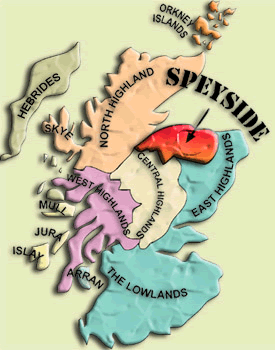 ORKNEY
ISLANDS
HEBRIDES
NORTH HIGHLAND
SPEYSIDE
SKYE
CENTRAL HIGHLANDS
EAST HIGHLANDS
WEST HIGHLANDS
MULL
JURA
ISLAY
ARRAN
THE LOWLANDS